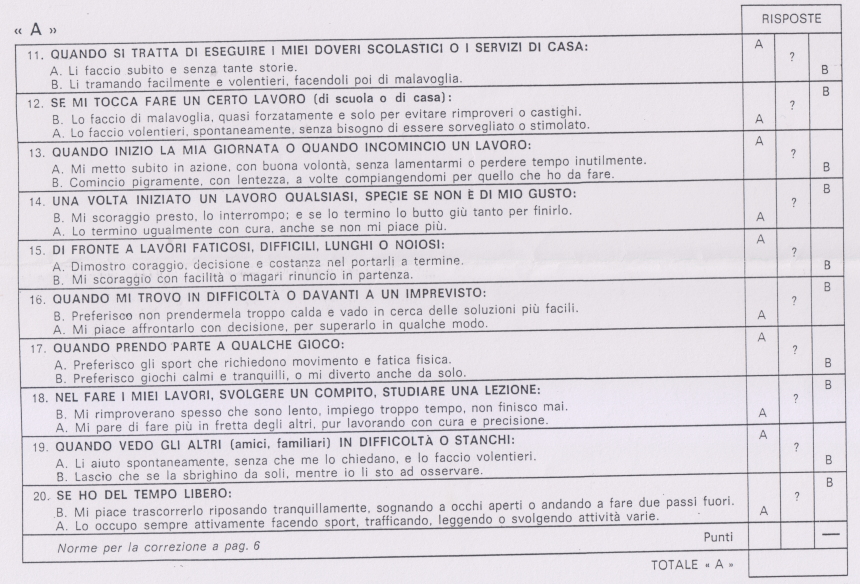 « A »
RISPOSTE
11. QUANDO SI TRATTA DI ESEGUIRE I MIEI DOVERI SCOLASTICI O I SERVIZI DI CASA:
A. Li faccio subito e senza tante storie.
B. Li tramando facilmente e volentieri, facendoli poi di malavoglia.
A ? B
12. SE MI TOCCA FARE UN CERTO LAVORO (di scuola o di casa):
B. Lo faccio di malavoglia, quasi forzatamente e solo per evitare rimproveri o castighi.
A. Lo faccio volentieri, spontaneamente, senza bisogno di essere sorvegliato o stimolato.
A ? B
13. QUANDO INIZIO LA MIA GIORNATA O QUANDO INCOMINCIO UN LAVORO:
A. Mi metto subito in azione, con buona volontà, senza lamentarmi o perdere tempo inutilmente.
B. Comincio pigramente, con lentezza, a volte compiangendomi per quello che ho da fare.
A ? B
14. UNA VOLTA INIZIATO UN LAVORO QUALSIASI, SPECIE SE NON È DI MIO GUSTO:
B. Mi scoraggio presto, lo interrompo; e se lo termino lo butto giù tanto per finirlo.
A. Lo termino ugualmente con cura, anche se non mi piace più.
A ? B
15. DI FRONTE A LAVORI FATICOSI, DIFFICILI, LUNGHI O NOIOSI:
A. Dimostro coraggio, decisione e costanza nel portarli a termine.
B. Mi scoraggio con facilità o magari rinuncio in partenza.
A ? B
16. QUANDO MI TROVO IN DIFFICOLTÀ O DAVANTI A UN IMPREVISTO:
B. Preferisco non prendermela troppo calda e vado in cerca delle soluzioni più facili.
A. Mi piace affrontarlo con decisione, per superarlo in qualche modo.
A ? B
17. QUANDO PRENDO PARTE A QUALCHE GIOCO:
A. Preferisco gli sport che richiedono movimento e fatica fisica.
B. Preferisco giochi calmi e tranquilli, o mi diverto anche da solo.
A ? B
18. NEL FARE I MIEI LAVORI, SVOLGERE UN COMPITO, STUDIARE UNA LEZIONE:
B. Mi rimproverano spesso che sono lento, impiego troppo tempo, non finisco mai.
A. Mi pare di fare più in fretta degli altri, pur lavorando con cura e precisione.
A ? B
19. QUANDO VEDO GLI ALTRI (amici, familiari) IN DIFFICOLTÀ O STANCHI:
A. Li aiuto spontaneamente, senza che me lo chiedano, e lo faccio volentieri.
B. Lascio che se la sbrighino da soli, mentre io li sto ad osservare.
A ? B
20. SE HO DEL TEMPO LIBERO:
B. Mi piace trascorrerlo riposando tranquillamente, sognando a occhi aperti o andando a fare due passi fuori.
A. Lo occupo sempre attivamente facendo sport, trafficando, leggendo o svolgendo attività varie.
A ? B
Norme per la correzione a pag. 6
Punti —
TOTALE « A »